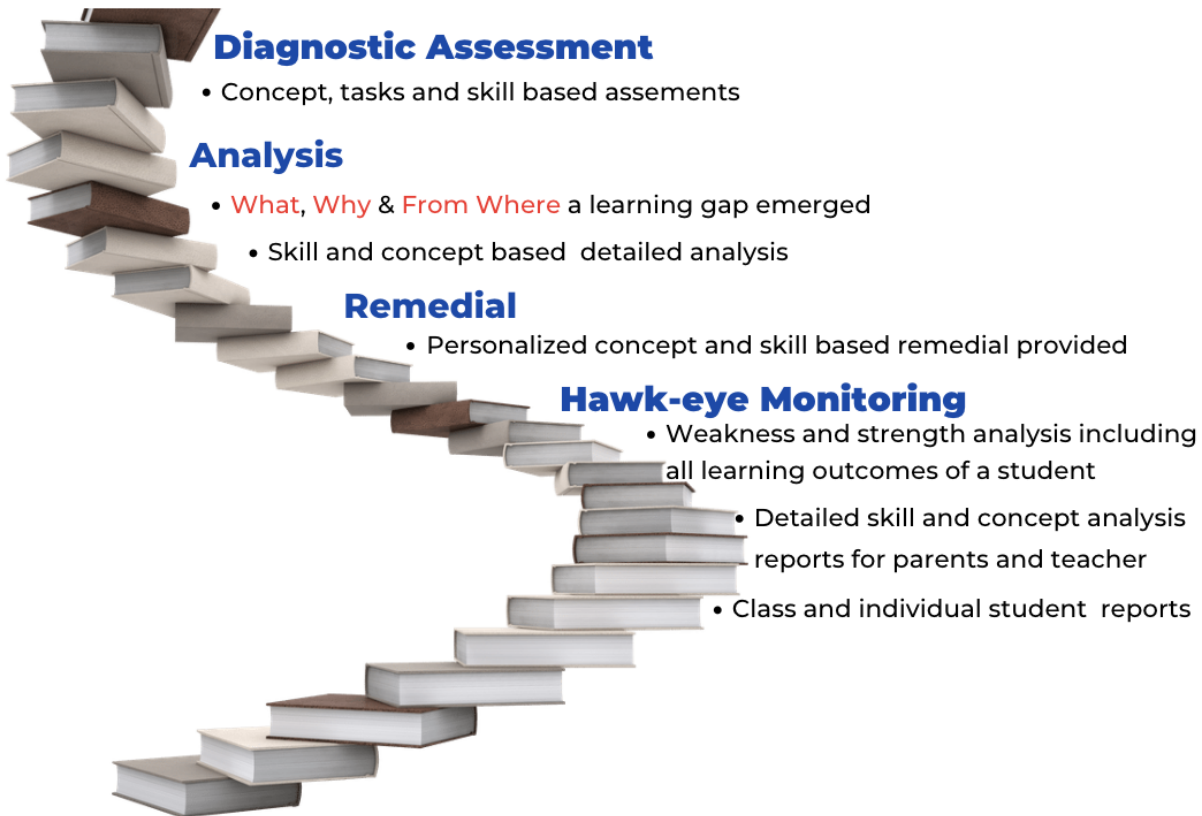 Diagnostic Assessment
• Concept, tasks and skill based assements
Analysis
• What, Why & From Where a learning gap emerged
• Skill and concept based detailed analysis
Remedial
• Personalized concept and skill based remedial provided
Hawk-eye Monitoring
• Weakness and strength analysis including
all learning outcomes of a student
• Detailed skill and concept analysis
reports for parents and teacher
• Class and individual student reports